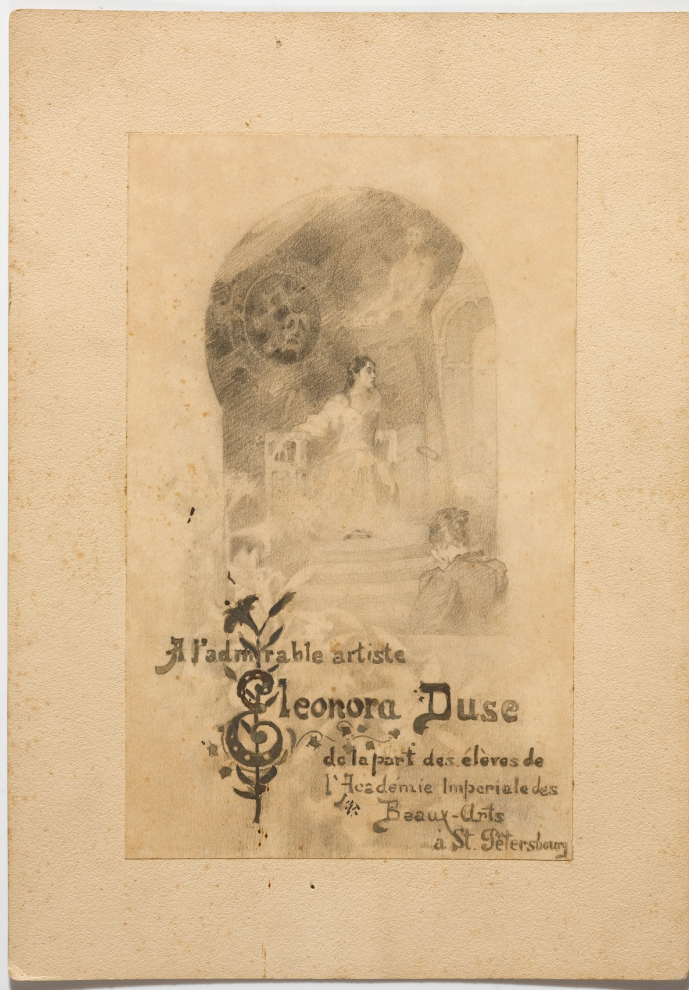 A l'admirable artiste
Eleonora Duse
de la part des élèves de
l'Académie Imperiale des
Beaux-Arts
à St. Pétersbourg